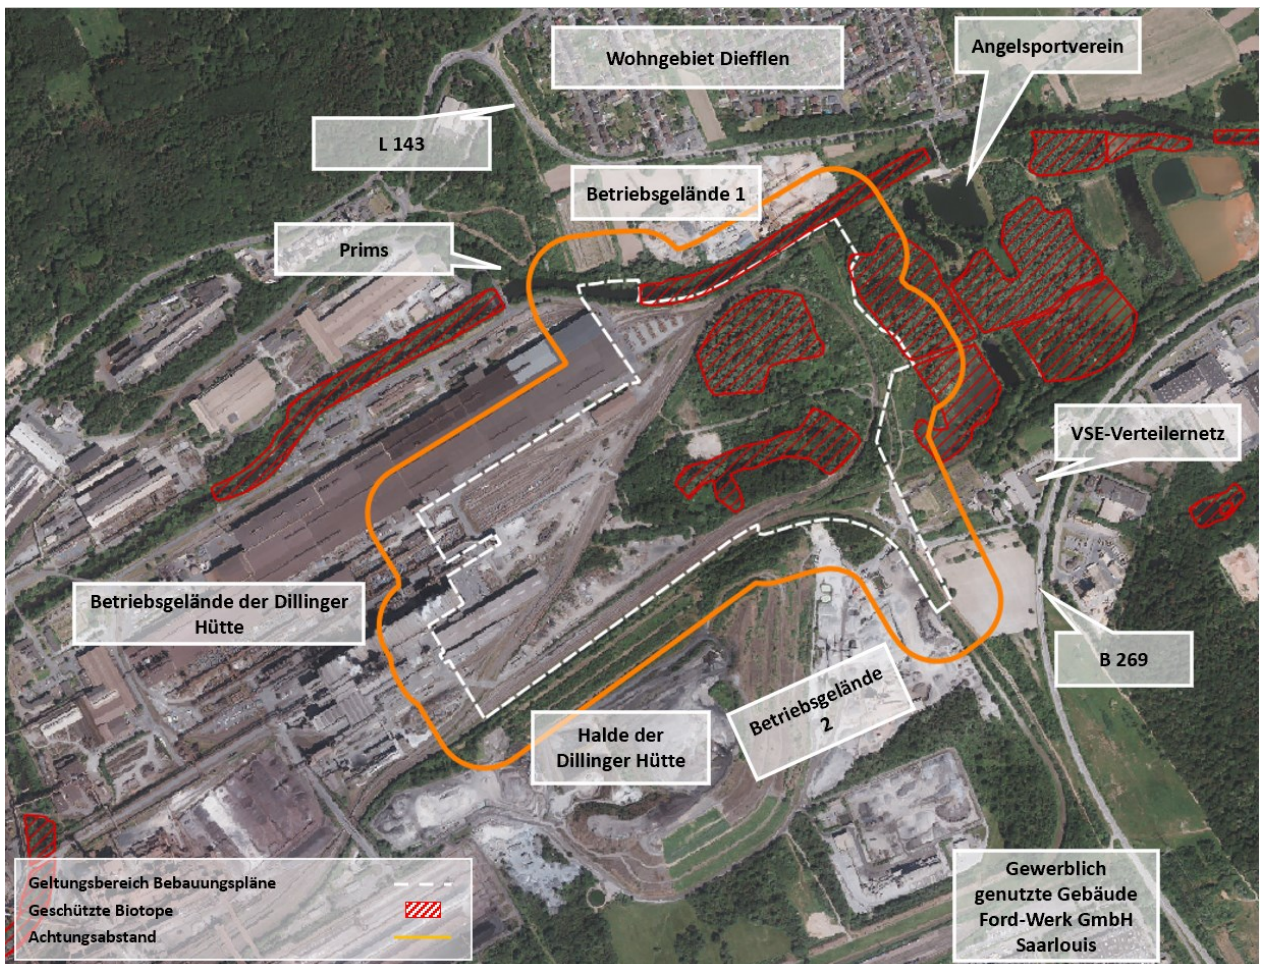 Wohngebiet Diefflen
Angelsportverein
L 143
Betriebsgelände 1
Prims
VSE-Verteilernetz
Betriebsgelände der Dillinger
Hütte
B 269
Betriebsgelände
2
Halde der
Dillinger Hütte
Gewerblich
genutzte Gebäude
Ford-Werk GmbH
Saarlouis
Geltungsbereich Bebauungspläne
Geschützte Biotope
Achtungsabstand